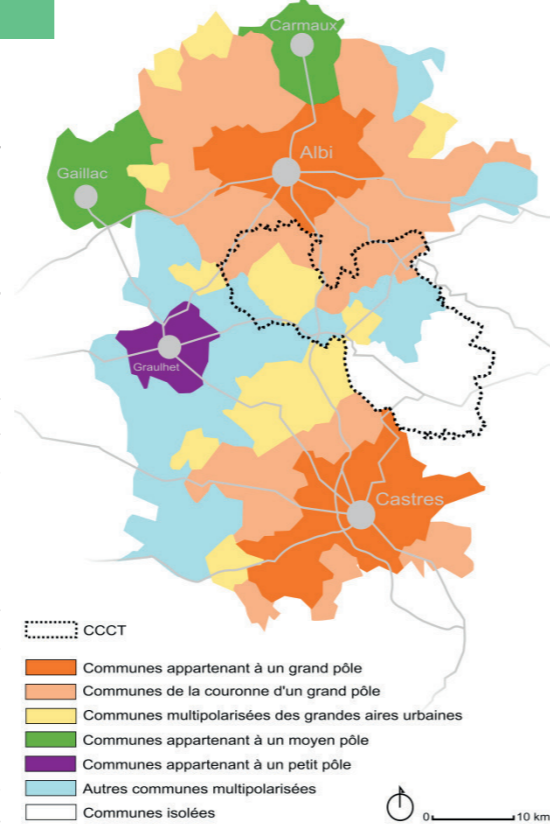 Carmaux
Albi
Gaillac
Graulhet
Castres
CCCT
Communes appartenant à un grand pôle
Communes de la couronne d'un grand pôle
Communes multipolarisées des grandes aires urbaines
Communes appartenant à un moyen pôle
Communes appartenant à un petit pôle
Autres communes multipolarisées
Communes isolées
0 10 km